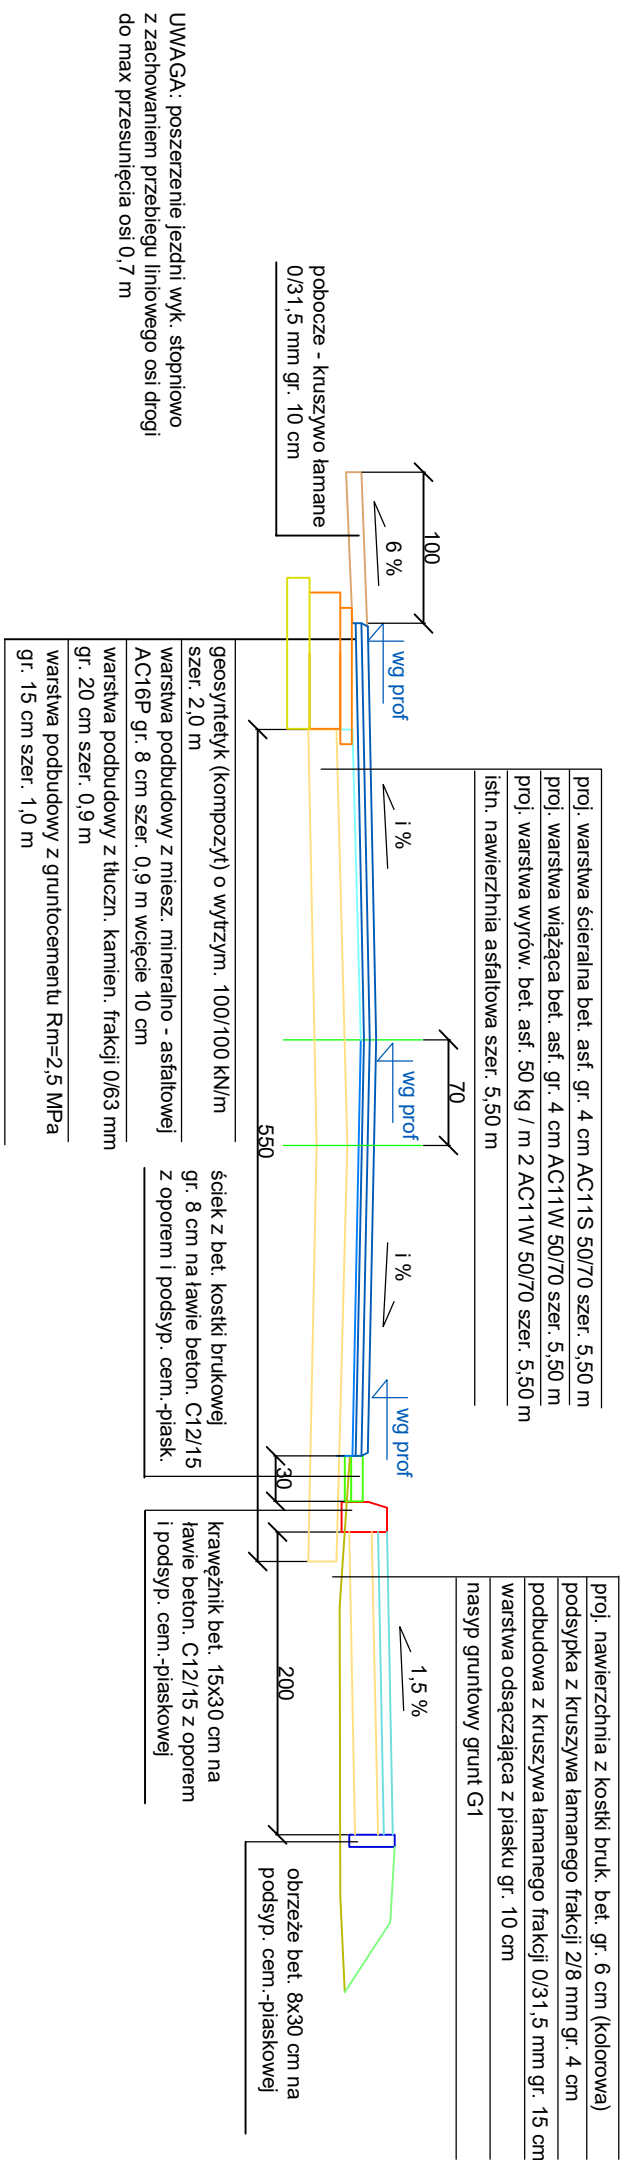 proj. nawierzchnia z kostki bruk. bet. gr. 6 cm (kolorowa)
podsypka z kruszywa łamanego frakcji 2/8 mm gr. 4 cm
podbudowa z kruszywa łamanego frakcji 0/31,5 mm gr. 15 cm
warstwa odsączająca z piasku gr. 10 cm
nasyp gruntowy grunt G1
proj. warstwa ścieralna bet. asf. gr. 4 cm AC11S 50/70 szer. 5,50 m
proj. warstwa wiążąca bet. asf. gr. 4 cm AC11W 50/70 szer. 5,50 m
proj. warstwa wyrów. bet. asf. 50 kg / m 2 AC11W 50/70 szer. 5,50 m
istn. nawierzhnia asfaltowa szer. 5,50 m
100
6 %
wg prof
i %
70
wg prof
i %
wg prof
1,5 %
pobocze - kruszywo łamane
0/31,5 mm gr. 10 cm
550
30
200
UWAGA: poszerzenie jezdni wyk. stopniowo
z zachowaniem przebiegu liniowego osi drogi
do max przesunięcia osi 0,7 m
geosyntetyk (kompozyt) o wytrzym. 100/100 kN/m
szer. 2,0 m
warstwa podbudowy z miesz. mineralno - asfaltowej
AC16P gr. 8 cm szer. 0,9 m wcięcie 10 cm
warstwa podbudowy z tłuczn. kamien. frakcji 0/63 mm
gr. 20 cm szer. 0,9 m
warstwa podbudowy z gruntocementu Rm=2,5 MPa
gr. 15 cm szer. 1,0 m
ściek z bet. kostki brukowej
gr. 8 cm na ławie beton. C12/15
z oporem i podsyp. cem.-piask.
krawężnik bet. 15x30 cm na
ławie beton. C12/15 z oporem
i podsyp. cem.-piaskowej
obrzeże bet. 8x30 cm na
podsyp. cem.-piaskowej